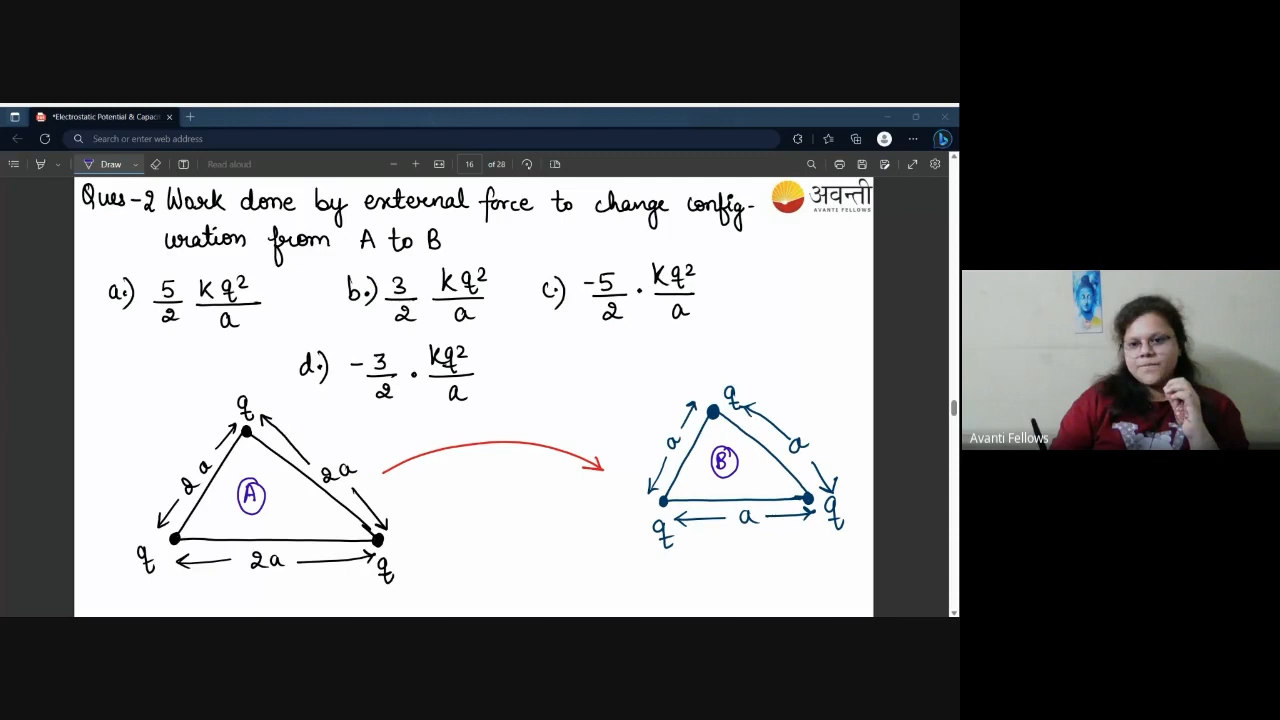 *Electrostatic Potential & Capaci
Search or enter web address
Draw
Read aloud
16 of 28
Ques-2 Work done by external force to change config-
uration from A to B
अवन्ती
AVANTI FELLOWS
a.) 5/2 kq²/a b.) 3/2 kq²/a c.) -5/2 . kq²/a
d.) -3/2 . kq²/a
q q
2a 2a a a
A B
q 2a q q a q
Avanti Fellows